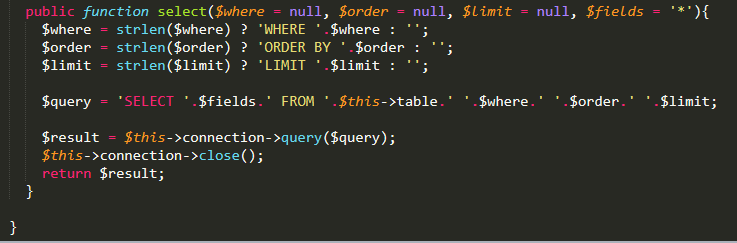 public function select($where = null, $order = null, $limit = null, $fields = '*'){
$where = strlen($where) ? 'WHERE '.$where : '';
$order = strlen($order) ? 'ORDER BY '.$order : '';
$limit = strlen($limit) ? 'LIMIT '.$limit : '';
$query = 'SELECT '.$fields.' FROM '.$this->table.' '.$where.' '.$order.' '.$limit;
$result = $this->connection->query($query);
$this->connection->close();
return $result;
}
}